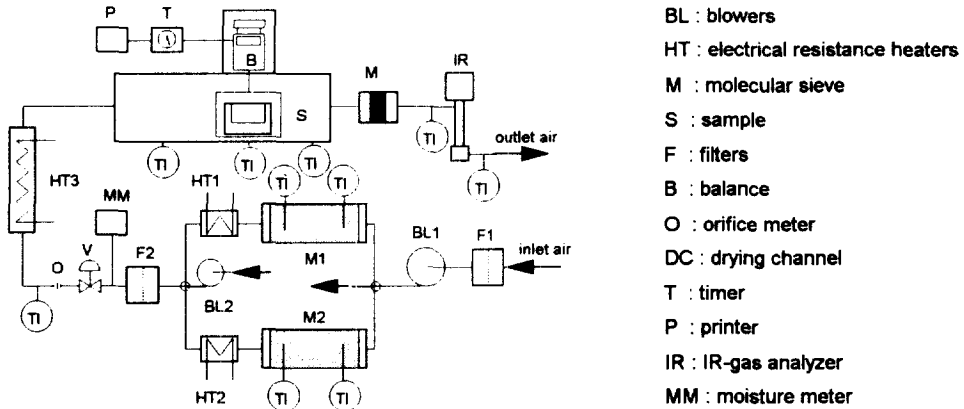 P
T
B
M
IR
S
TI
TI
TI
TI
outlet air
TI
HT3
MM
HT1
TI
TI
V
O
F2
M1
BL1
F1
inlet air
TI
BL2
M2
HT2
TI
TI
BL : blowers
HT : electrical resistance heaters
M : molecular sieve
S : sample
F : filters
B : balance
O : orifice meter
DC : drying channel
T : timer
P : printer
IR : IR-gas analyzer
MM : moisture meter